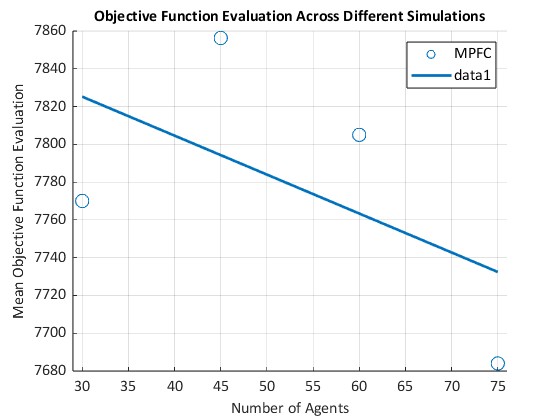 Objective Function Evaluation Across Different Simulations
MPFC
data1
7860
7840
7820
7800
7780
7760
7740
7720
7700
7680
Mean Objective Function Evaluation
30 35 40 45 50 55 60 65 70 75
Number of Agents